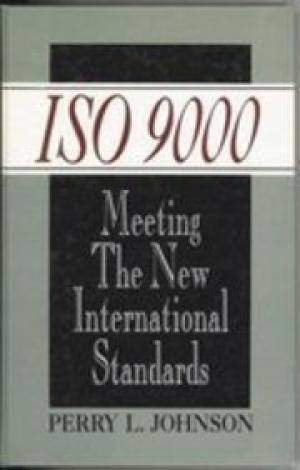 ISO 9000
Meeting
The New
International
Standards
PERRY L. JOHNSON